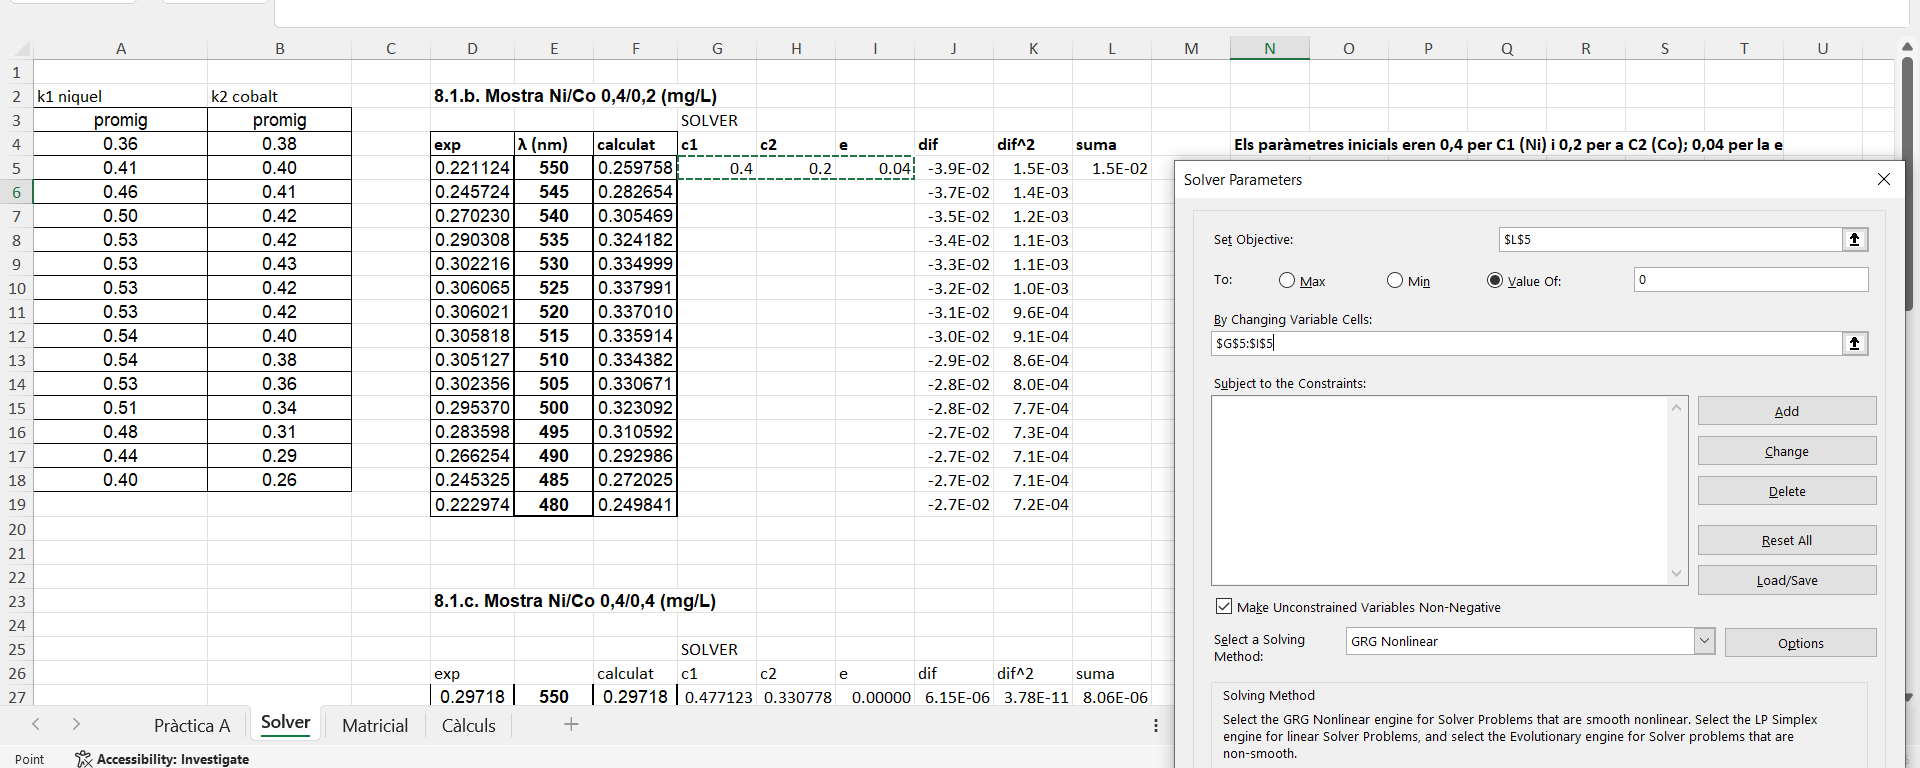 A B C D E F G H I J K L M N O P Q R S T U
1
2 k1 niquel k2 cobalt 8.1.b. Mostra Ni/Co 0,4/0,2 (mg/L)
3 promig promig SOLVER
4 0.36 0.38 exp λ (nm) calculat c1 c2 e dif dif^2 suma Els paràmetres inicials eren 0,4 per C1 (Ni) i 0,2 per a C2 (Co); 0,04 per la e
5 0.41 0.40 0.221124 550 0.259758 0.4 0.2 0.04 -3.9E-02 1.5E-03 1.5E-02
6 0.46 0.41 0.245724 545 0.282654 -3.7E-02 1.4E-03
7 0.50 0.42 0.270230 540 0.305469 -3.5E-02 1.2E-03
8 0.53 0.42 0.290308 535 0.324182 -3.4E-02 1.1E-03
9 0.53 0.43 0.302216 530 0.334999 -3.3E-02 1.1E-03
10 0.53 0.42 0.306065 525 0.337991 -3.2E-02 1.0E-03
11 0.53 0.42 0.306021 520 0.337010 -3.1E-02 9.6E-04
12 0.54 0.40 0.305818 515 0.335914 -3.0E-02 9.1E-04
13 0.54 0.38 0.305127 510 0.334382 -2.9E-02 8.6E-04
14 0.53 0.36 0.302356 505 0.330671 -2.8E-02 8.0E-04
15 0.51 0.34 0.295370 500 0.323092 -2.8E-02 7.7E-04
16 0.48 0.31 0.283598 495 0.310592 -2.7E-02 7.3E-04
17 0.44 0.29 0.266254 490 0.292986 -2.7E-02 7.1E-04
18 0.40 0.26 0.245325 485 0.272025 -2.7E-02 7.1E-04
19 0.222974 480 0.249841 -2.7E-02 7.2E-04
20
21
22
23 8.1.c. Mostra Ni/Co 0,4/0,4 (mg/L)
24
25 SOLVER
26 exp calculat c1 c2 e dif dif^2 suma
27 0.29718 550 0.29718 0.477123 0.330778 0.00000 6.15E-06 3.78E-11 8.06E-06
Pràctica A Solver Matricial Càlculs
Point Accessibility: Investigate
Solver Parameters
Set Objective: $L$5
To: Max Min Value Of: 0
By Changing Variable Cells:
$G$5:$I$5
Subject to the Constraints:
Add
Change
Delete
Reset All
Load/Save
Make Unconstrained Variables Non-Negative
Select a Solving Method: GRG Nonlinear Options
Solving Method
Select the GRG Nonlinear engine for Solver Problems that are smooth nonlinear. Select the LP Simplex
engine for linear Solver Problems, and select the Evolutionary engine for Solver problems that are
non-smooth.